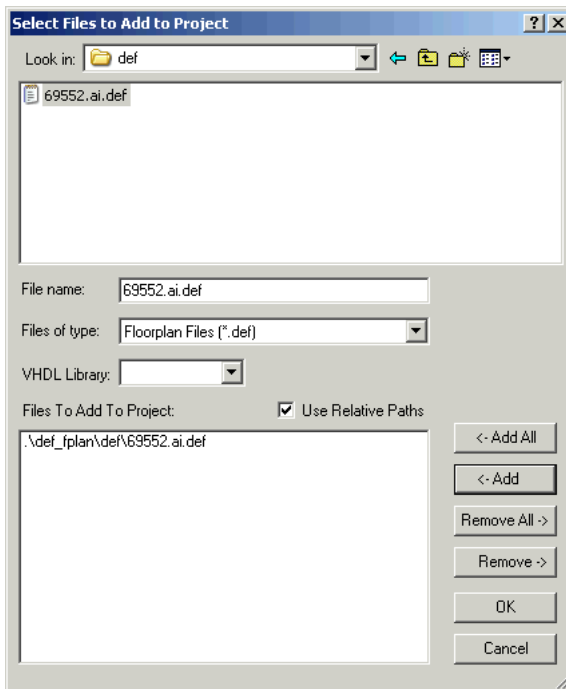 Select Files to Add to Project
Look in: def
69552.ai.def
File name: 69552.ai.def
Files of type: Floorplan Files (*.def)
VHDL Library:
Files To Add To Project: Use Relative Paths
.\def_fplan\def\69552.ai.def
<- Add All
<- Add
Remove All ->
Remove ->
OK
Cancel